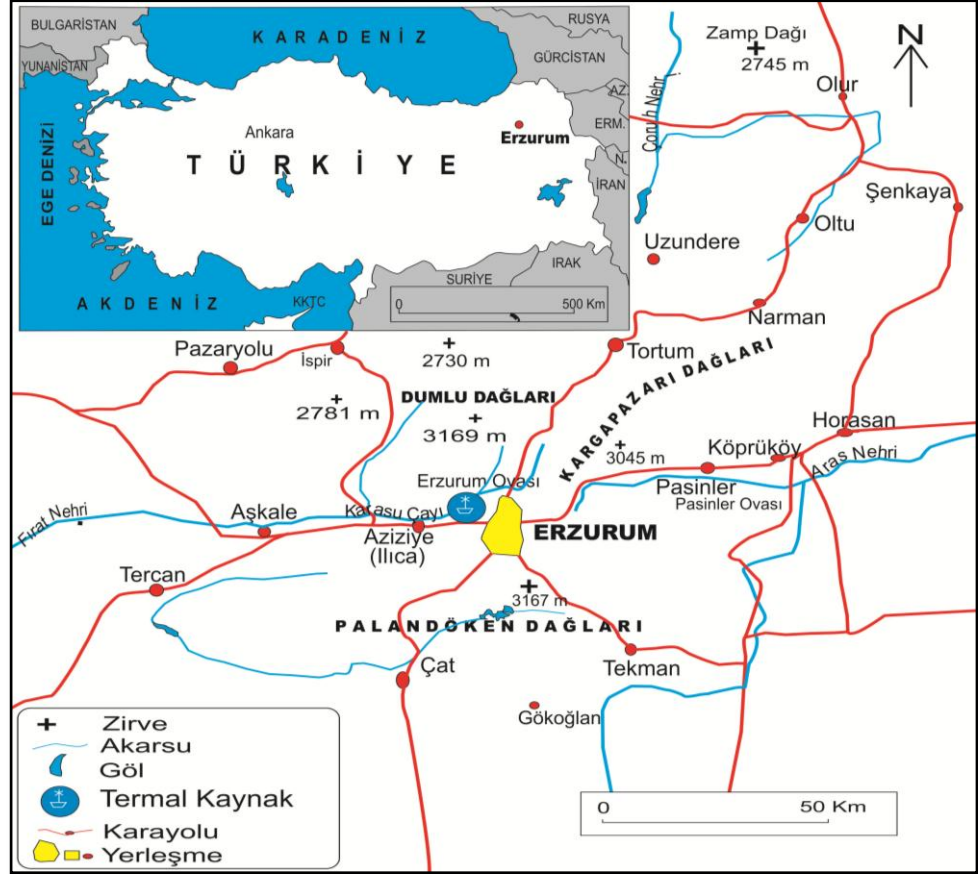 BULGARİSTAN
KARADENİZ
RUSYA
YUNANİSTAN
GÜRCİSTAN
AZ.
Ankara
Erzurum
ERM.
TÜRKİYE
N.
İRAN
EGE DENİZİ
IRAK
SURİYE
AKDENİZ
KKTC
0 500 Km
Zamp Dağı
2745 m
N
Olur
Çoruh Nehri
Şenkaya
Oltu
Uzundere
Narman
Pazaryolu
İspir
2730 m
Tortum
DUMLU DAĞLARI
KARGAPAZARI DAĞLARI
2781 m
3169 m
Horasan
3045 m
Köprüköy
Aras Nehri
Erzurum Ovası
Pasinler
Pasinler Ovası
Fırat Nehri
Aşkale
Karasu Çayı
Aziziye
(Ilıca)
ERZURUM
Tercan
3167 m
PALANDÖKEN DAĞLARI
Çat
Tekman
Gökoğlan
Zirve
Akarsu
Göl
Termal Kaynak
Karayolu
Yerleşme
0 50 Km